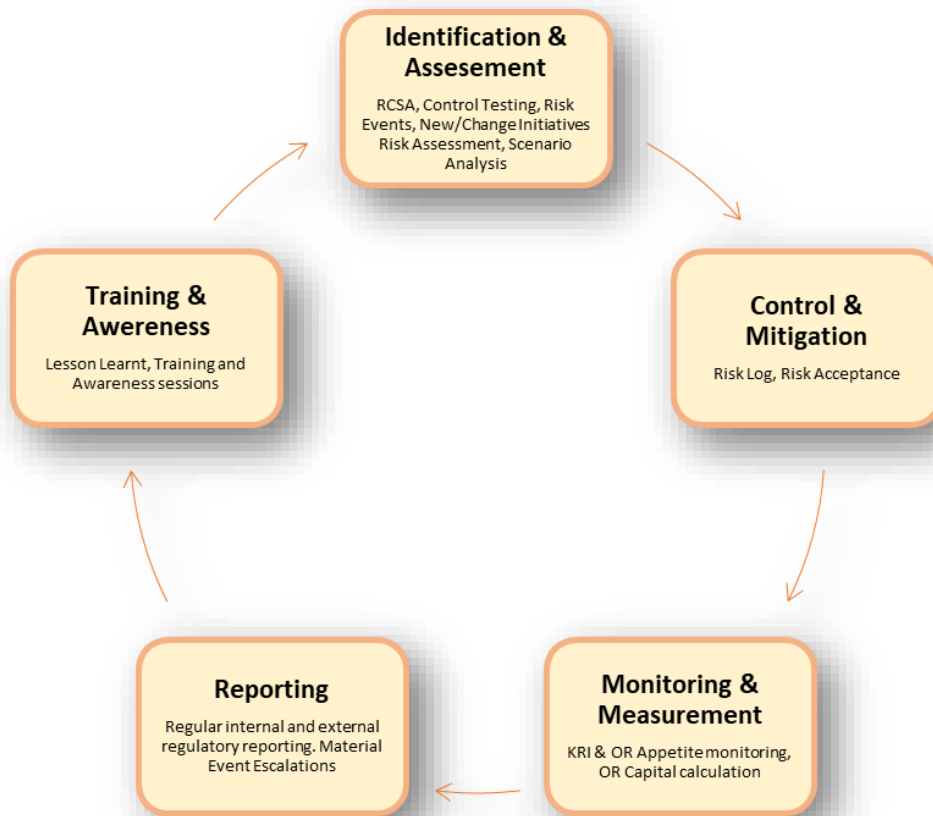 Identification &
Assesement
RCSA, Control Testing, Risk
Events, New/Change Initiatives
Risk Assessment, Scenario
Analysis
Training &
Awereness
Lesson Learnt, Training and
Awareness sessions
Control &
Mitigation
Risk Log, Risk Acceptance
Reporting
Regular internal and external
regulatory reporting. Material
Event Escalations
Monitoring &
Measurement
KRI & OR Appetite monitoring,
OR Capital calculation